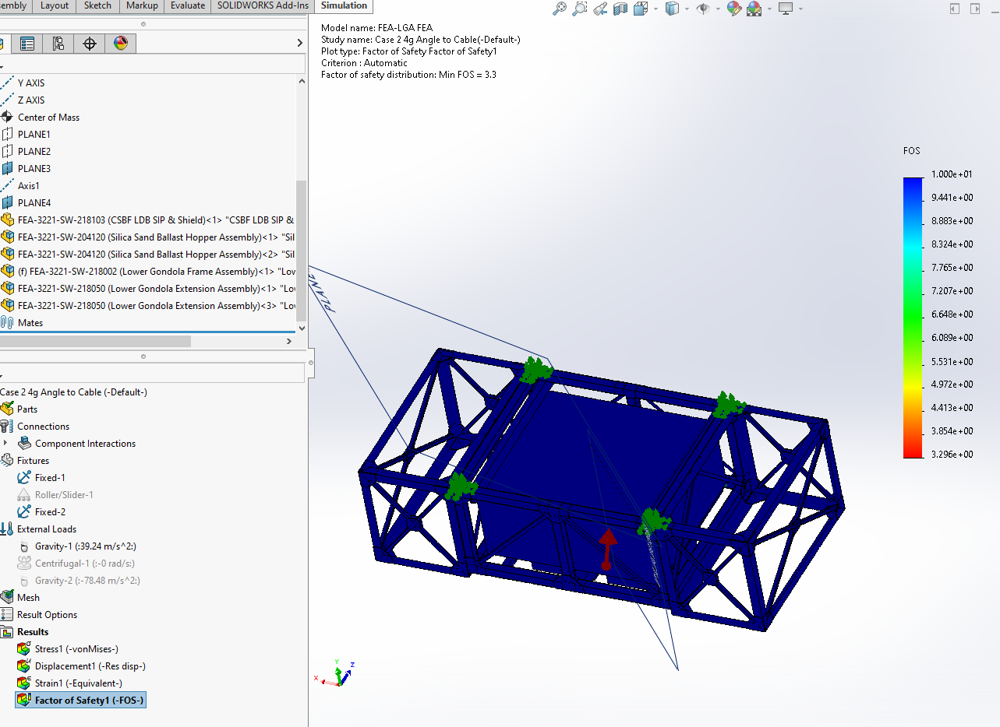 sembly Layout Sketch Markup Evaluate SOLIDWORKS Add-Ins Simulation
Model name: FEA-LGA FEA
Study name: Case 2 4g Angle to Cable(-Default-)
Plot type: Factor of Safety Factor of Safety1
Criterion : Automatic
Factor of safety distribution: Min FOS = 3.3
Y AXIS
Z AXIS
Center of Mass
PLANE1
PLANE2
PLANE3
Axis1
PLANE4
FEA-3221-SW-218103 (CSBF LDB SIP & Shield)<1> "CSBF LDB SIP &
FEA-3221-SW-204120 (Silica Sand Ballast Hopper Assembly)<1> "Sil
FEA-3221-SW-204120 (Silica Sand Ballast Hopper Assembly)<2> "Sil
(f) FEA-3221-SW-218002 (Lower Gondola Frame Assembly)<1> "Lov
FEA-3221-SW-218050 (Lower Gondola Extension Assembly)<1> "Lo
FEA-3221-SW-218050 (Lower Gondola Extension Assembly)<3> "Lo
Mates
Case 2 4g Angle to Cable (-Default-)
Parts
Connections
Component Interactions
Fixtures
Fixed-1
Roller/Slider-1
Fixed-2
External Loads
Gravity-1 (:39.24 m/s^2:)
Centrifugal-1 (:-0 rad/s:)
Gravity-2 (:-78.48 m/s^2:)
Mesh
Result Options
Results
Stress1 (-vonMises-)
Displacement1 (-Res disp-)
Strain1 (-Equivalent-)
Factor of Safety1 (-FOS-)
FOS
1.000e+01
9.441e+00
8.883e+00
8.324e+00
7.765e+00
7.207e+00
6.648e+00
6.089e+00
5.531e+00
4.972e+00
4.413e+00
3.854e+00
3.296e+00
Y
Z
X